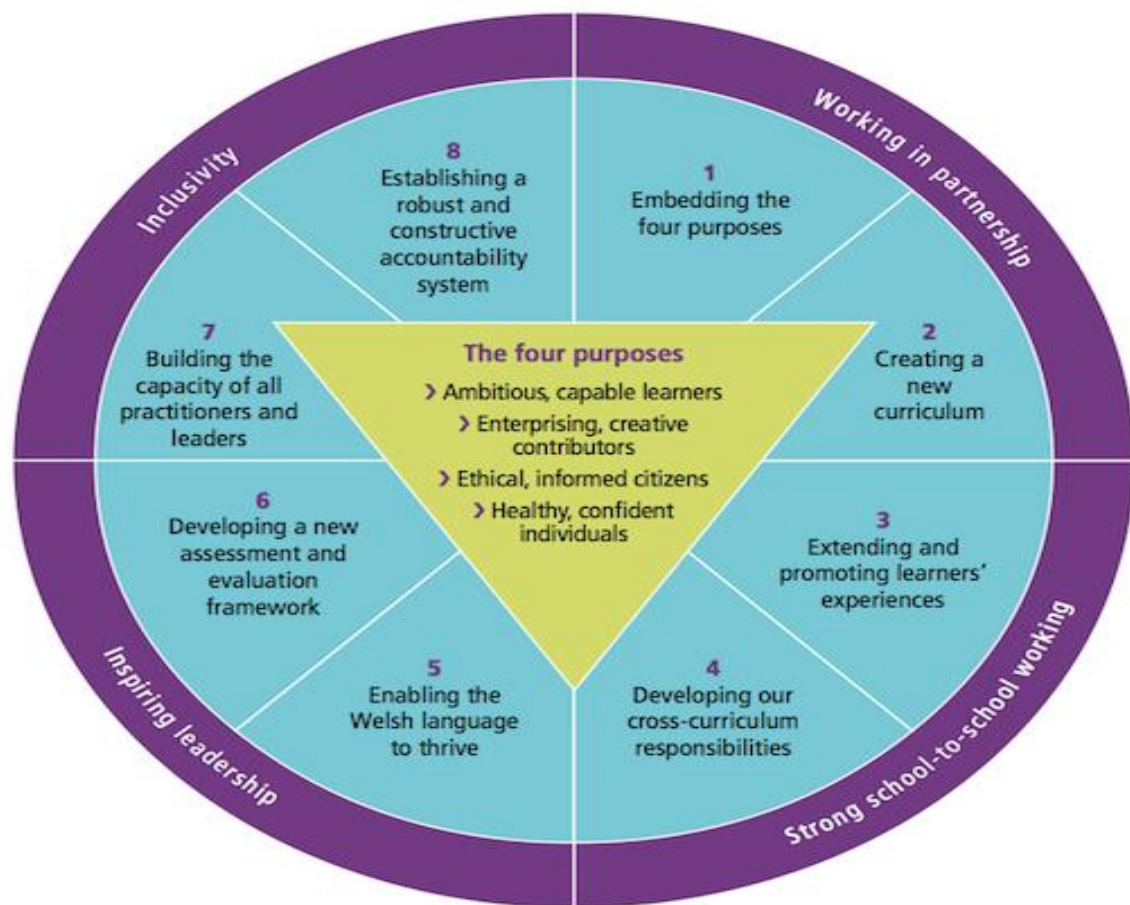 Inclusivity
Working in partnership
8
Establishing a
robust and
constructive
accountability
system
1
Embedding the
four purposes
7
Building the
capacity of all
practitioners and
leaders
The four purposes
› Ambitious, capable learners
› Enterprising, creative
contributors
› Ethical, informed citizens
› Healthy, confident
individuals
2
Creating a
new
curriculum
6
Developing a new
assessment and
evaluation
framework
3
Extending and
promoting learners’
experiences
5
Enabling the
Welsh language
to thrive
4
Developing our
cross-curriculum
responsibilities
Inspiring leadership
Strong school-to-school working